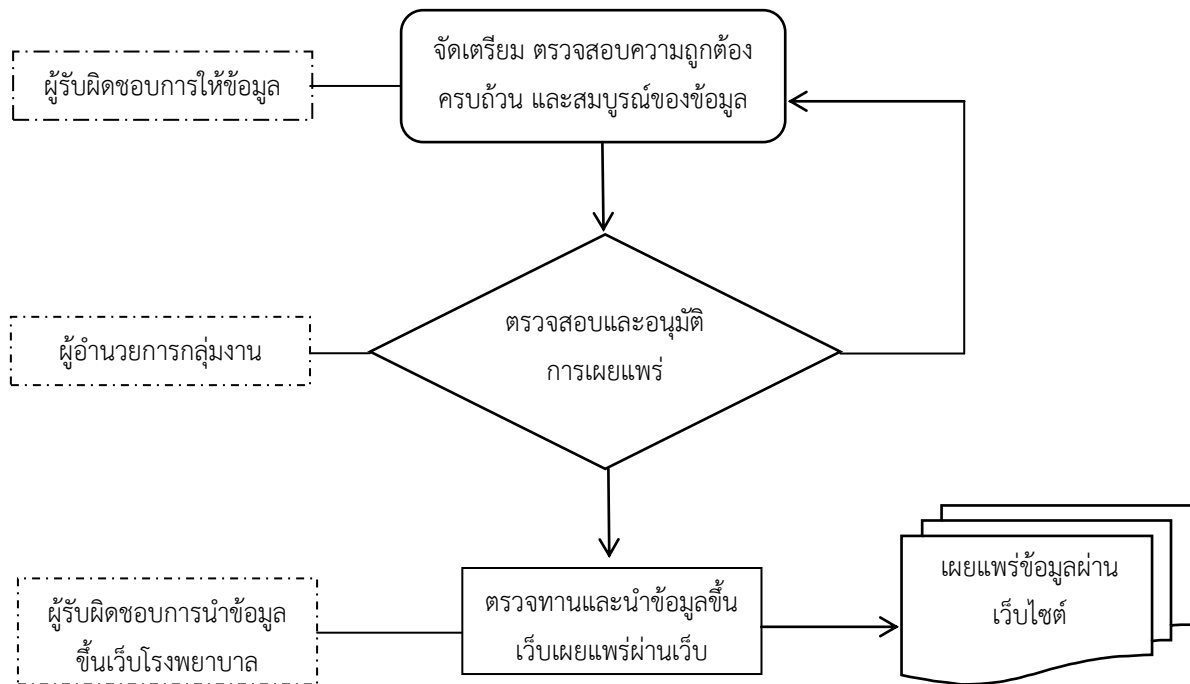 ผู้รับผิดชอบการให้ข้อมูล
จัดเตรียม ตรวจสอบความถูกต้อง
ครบถ้วน และสมบูรณ์ของข้อมูล
ผู้อำนวยการกลุ่มงาน
ตรวจสอบและอนุมัติ
การเผยแพร่
ผู้รับผิดชอบการนำข้อมูล
ขึ้นเว็บโรงพยาบาล
ตรวจทานและนำข้อมูลขึ้น
เว็บเผยแพร่ผ่านเว็บ
เผยแพร่ข้อมูลผ่าน
เว็บไซต์